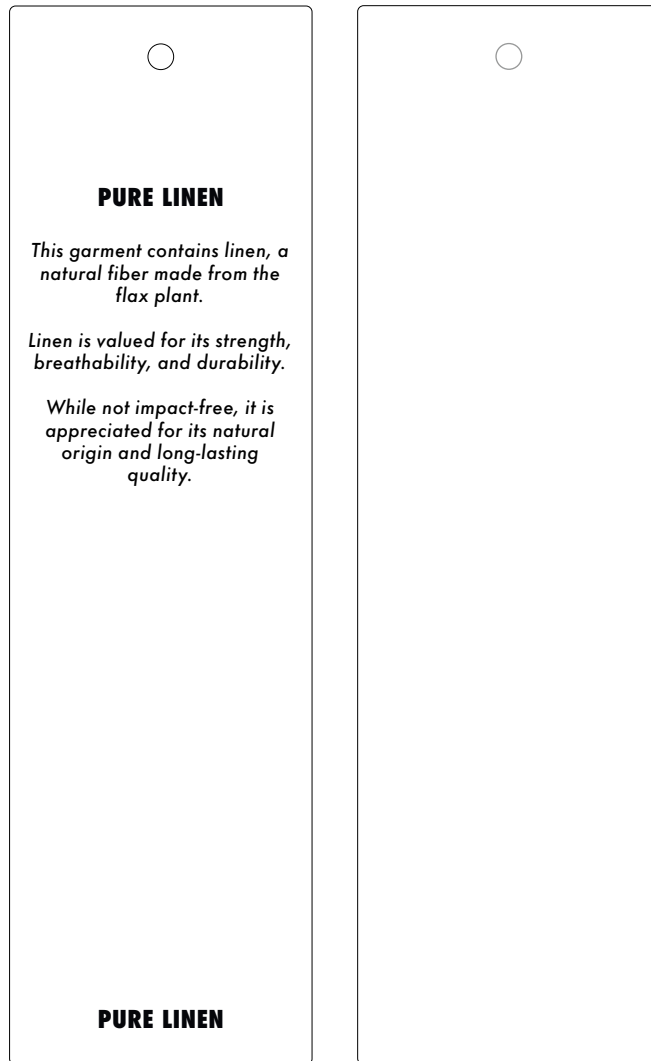 PURE LINEN
This garment contains linen, a
natural fiber made from the
flax plant.
Linen is valued for its strength,
breathability, and durability.
While not impact-free, it is
appreciated for its natural
origin and long-lasting
quality.
PURE LINEN